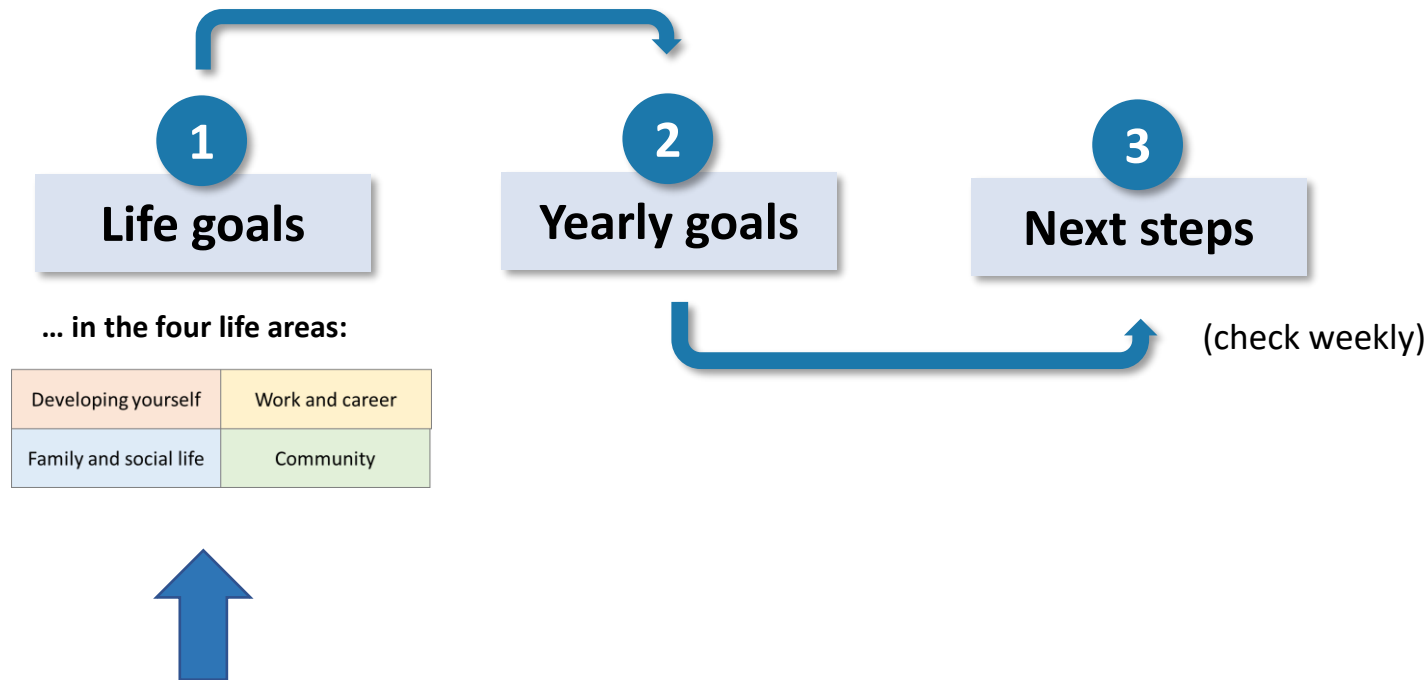 1
Life goals
2
Yearly goals
3
Next steps
… in the four life areas:
Developing yourself
Work and career
Family and social life
Community
(check weekly)